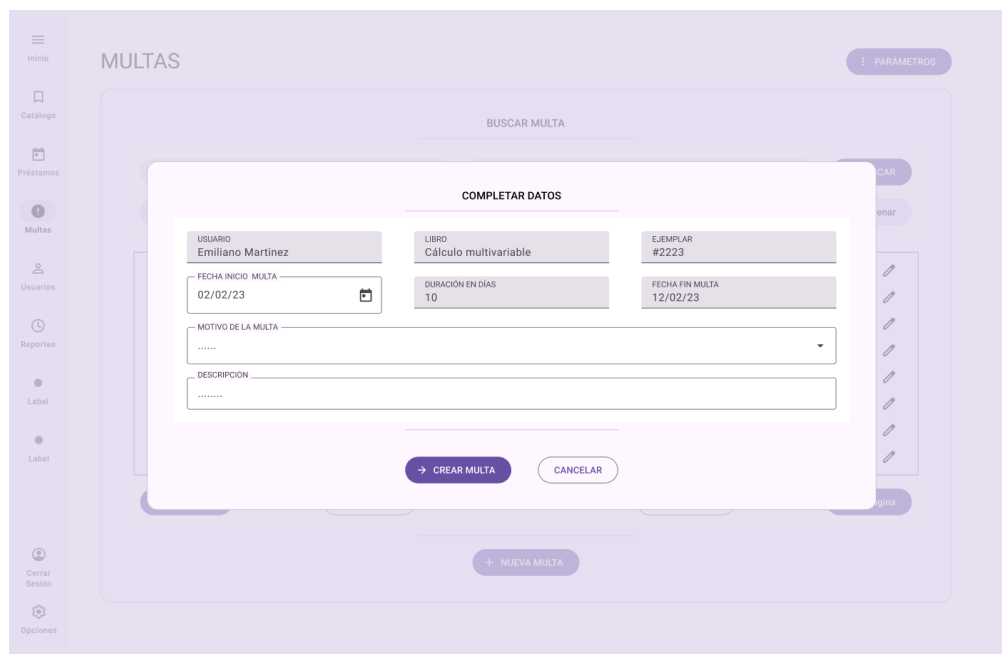 Inicio
MULTAS
PARÁMETROS
Catálogo
BUSCAR MULTA
Préstamos
CAR
COMPLETAR DATOS
enar
Multas
USUARIO
Emiliano Martinez
LIBRO
Cálculo multivariable
EJEMPLAR
#2223
Usuarios
FECHA INICIO MULTA
02/02/23
DURACIÓN EN DÍAS
10
FECHA FIN MULTA
12/02/23
Reportes
MOTIVO DE LA MULTA
......
DESCRIPCIÓN
........
Label
Label
→ CREAR MULTA
CANCELAR
gina
+ NUEVA MULTA
Cerrar
Sesión
Opciones